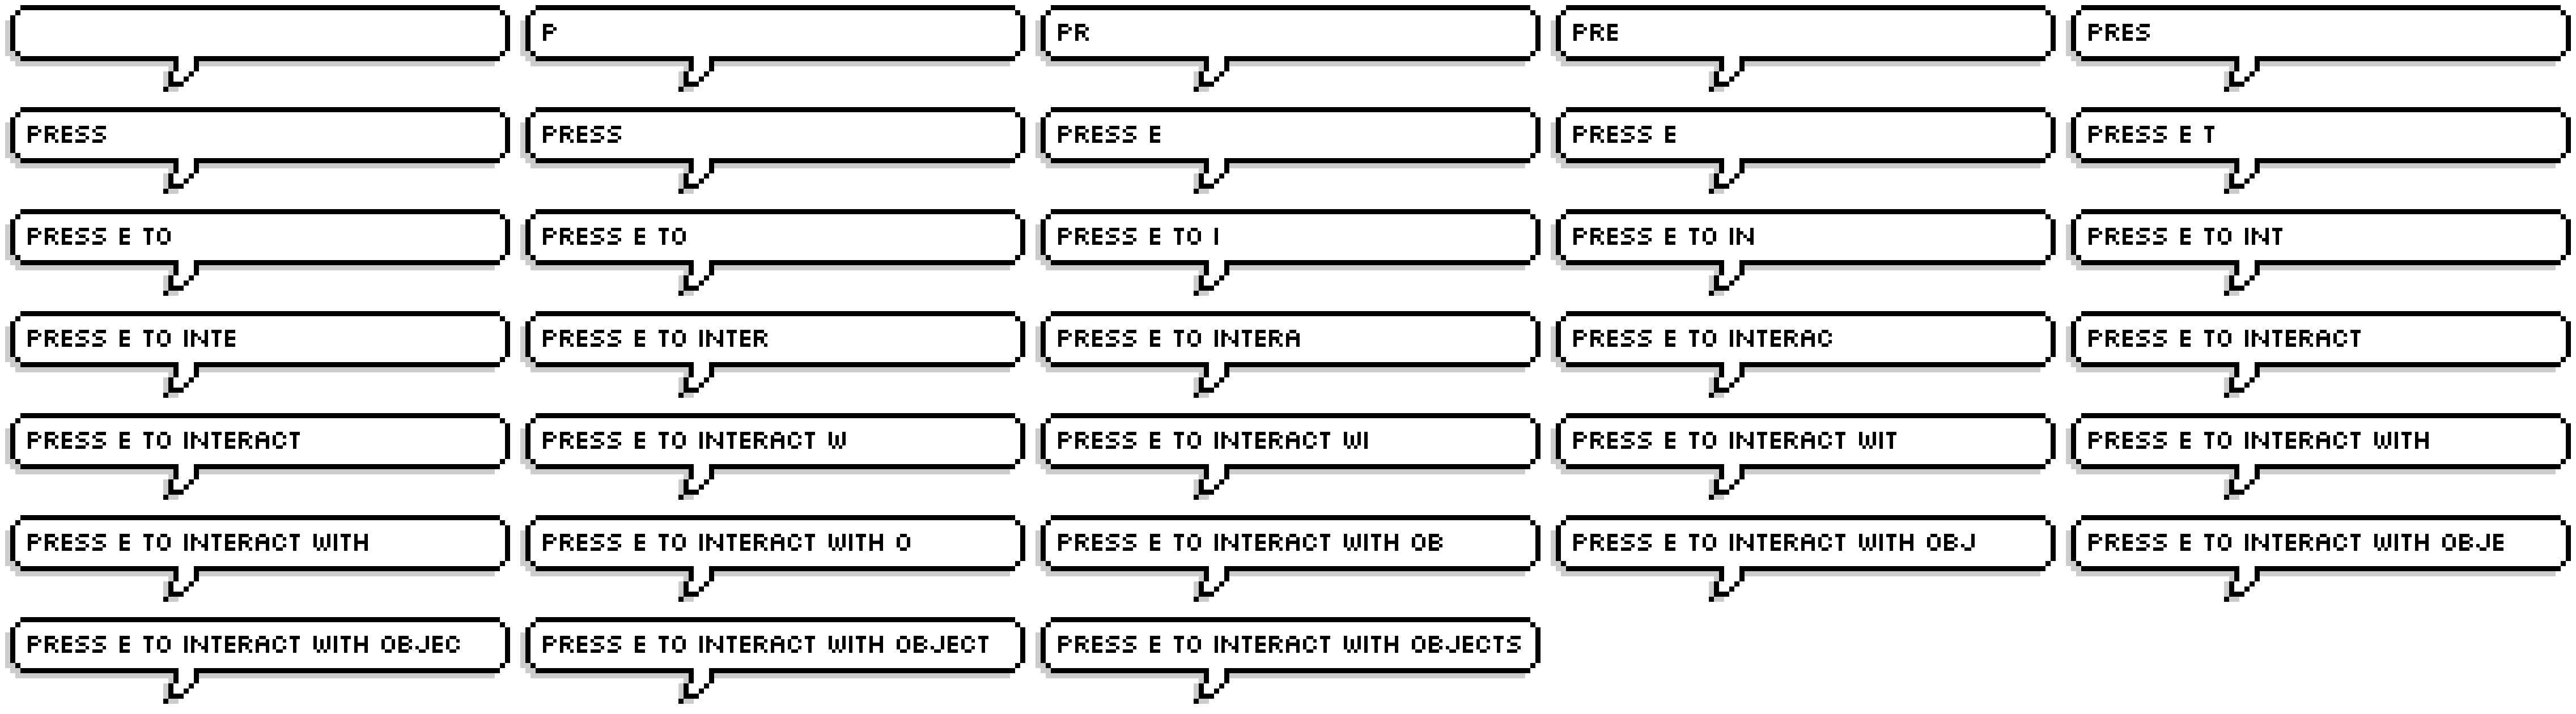 P
PR
PRE
PRES
PRESS
PRESS
PRESS E
PRESS E
PRESS E T
PRESS E TO
PRESS E TO
PRESS E TO I
PRESS E TO IN
PRESS E TO INT
PRESS E TO INTE
PRESS E TO INTER
PRESS E TO INTERA
PRESS E TO INTERAC
PRESS E TO INTERACT
PRESS E TO INTERACT
PRESS E TO INTERACT W
PRESS E TO INTERACT WI
PRESS E TO INTERACT WIT
PRESS E TO INTERACT WITH
PRESS E TO INTERACT WITH
PRESS E TO INTERACT WITH O
PRESS E TO INTERACT WITH OB
PRESS E TO INTERACT WITH OBJ
PRESS E TO INTERACT WITH OBJE
PRESS E TO INTERACT WITH OBJEC
PRESS E TO INTERACT WITH OBJECT
PRESS E TO INTERACT WITH OBJECTS